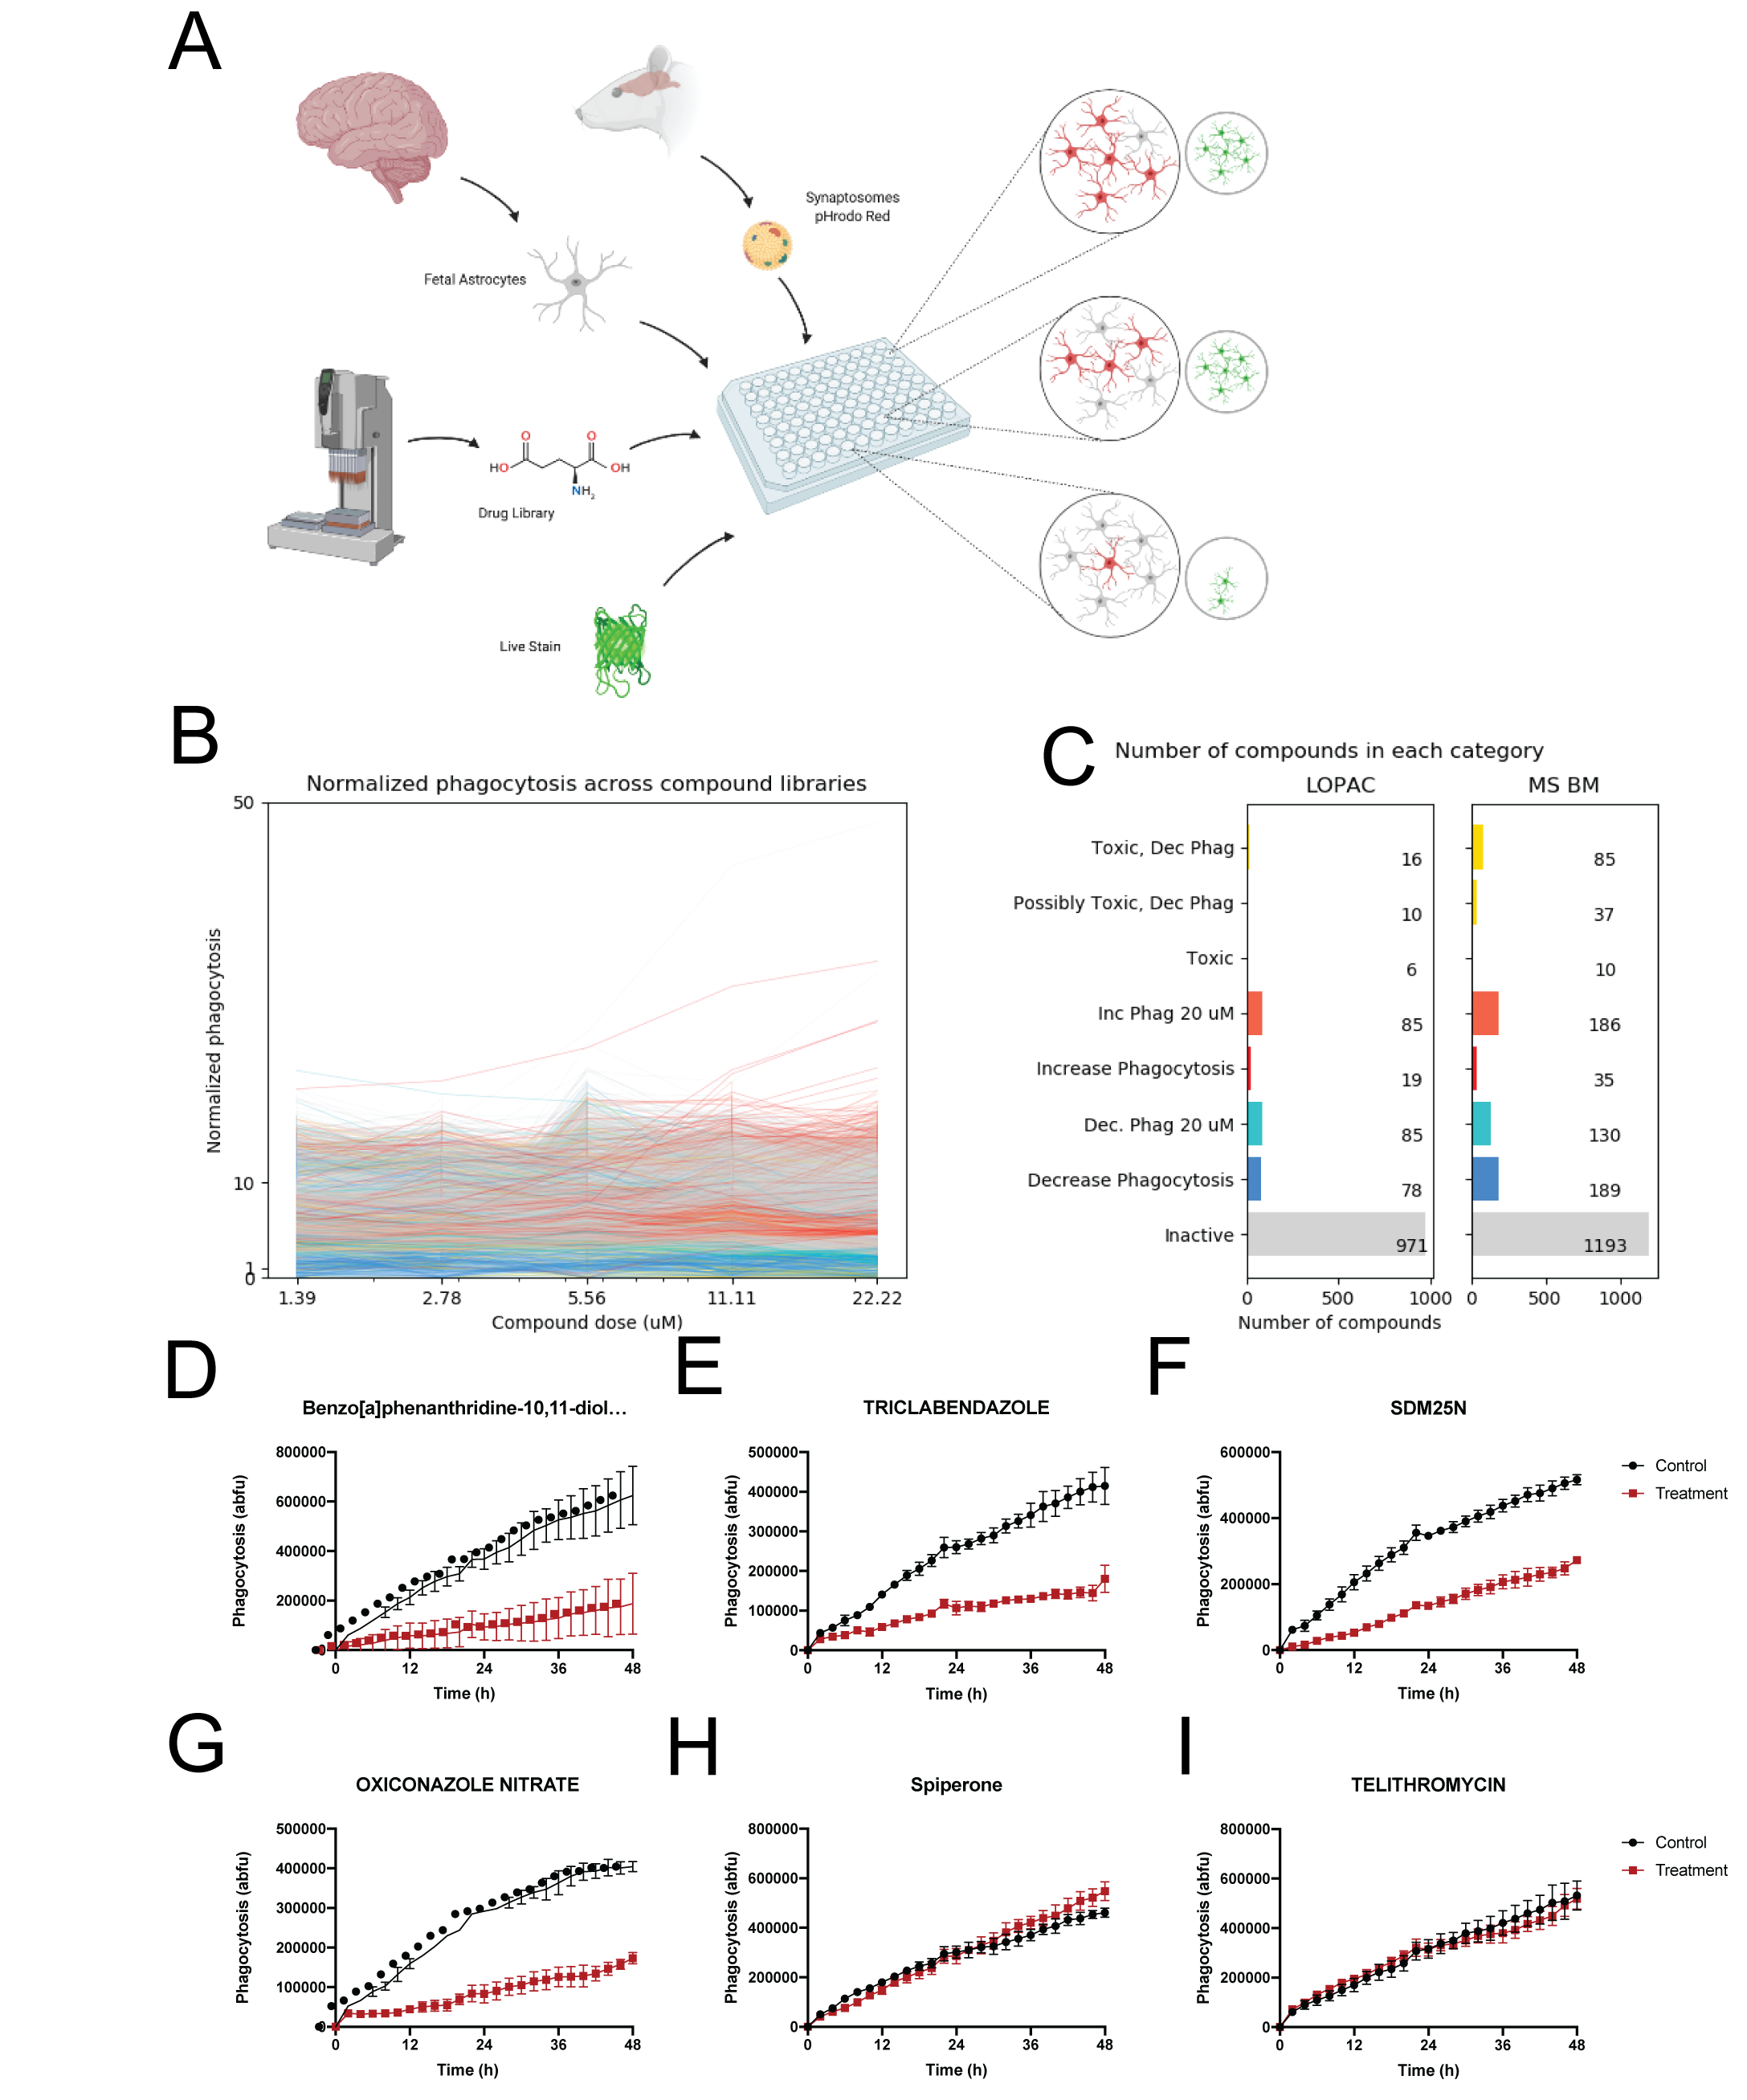 A
Synaptosomes
pHrodo Red
Fetal Astrocytes
O
O
HO
OH
NH2
Drug Library
Live Stain
B
Normalized phagocytosis across compound libraries
Normalized phagocytosis
50
10
1
0
1.39 2.78 5.56 11.11 22.22
Compound dose (uM)
C
Number of compounds in each category
LOPAC MS BM
Toxic, Dec Phag 16 85
Possibly Toxic, Dec Phag 10 37
Toxic 6 10
Inc Phag 20 uM 85 186
Increase Phagocytosis 19 35
Dec. Phag 20 uM 85 130
Decrease Phagocytosis 78 189
Inactive 971 1193
0 500 1000 0 500 1000
Number of compounds
D
Benzo[a]phenanthridine-10,11-diol...
Phagocytosis (abfu)
800000
600000
400000
200000
0
0 12 24 36 48
Time (h)
E
TRICLABENDAZOLE
Phagocytosis (abfu)
500000
400000
300000
200000
100000
0
0 12 24 36 48
Time (h)
F
SDM25N
Phagocytosis (abfu)
600000
400000
200000
0
0 12 24 36 48
Time (h)
Control
Treatment
G
OXICONAZOLE NITRATE
Phagocytosis (abfu)
500000
400000
300000
200000
100000
0
0 12 24 36 48
Time (h)
H
Spiperone
Phagocytosis (abfu)
800000
600000
400000
200000
0
0 12 24 36 48
Time (h)
I
TELITHROMYCIN
Phagocytosis (abfu)
800000
600000
400000
200000
0
0 12 24 36 48
Time (h)
Control
Treatment